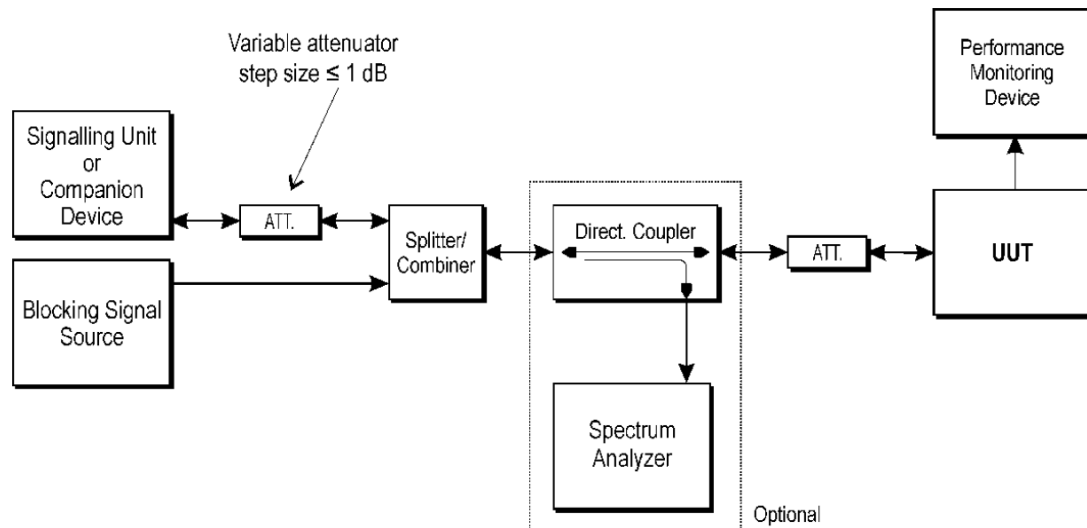 Variable attenuator
step size ≤ 1 dB
Performance
Monitoring
Device
Signalling Unit
or
Companion
Device
ATT.
Splitter/
Combiner
Direct. Coupler
ATT.
UUT
Blocking Signal
Source
Spectrum
Analyzer
Optional